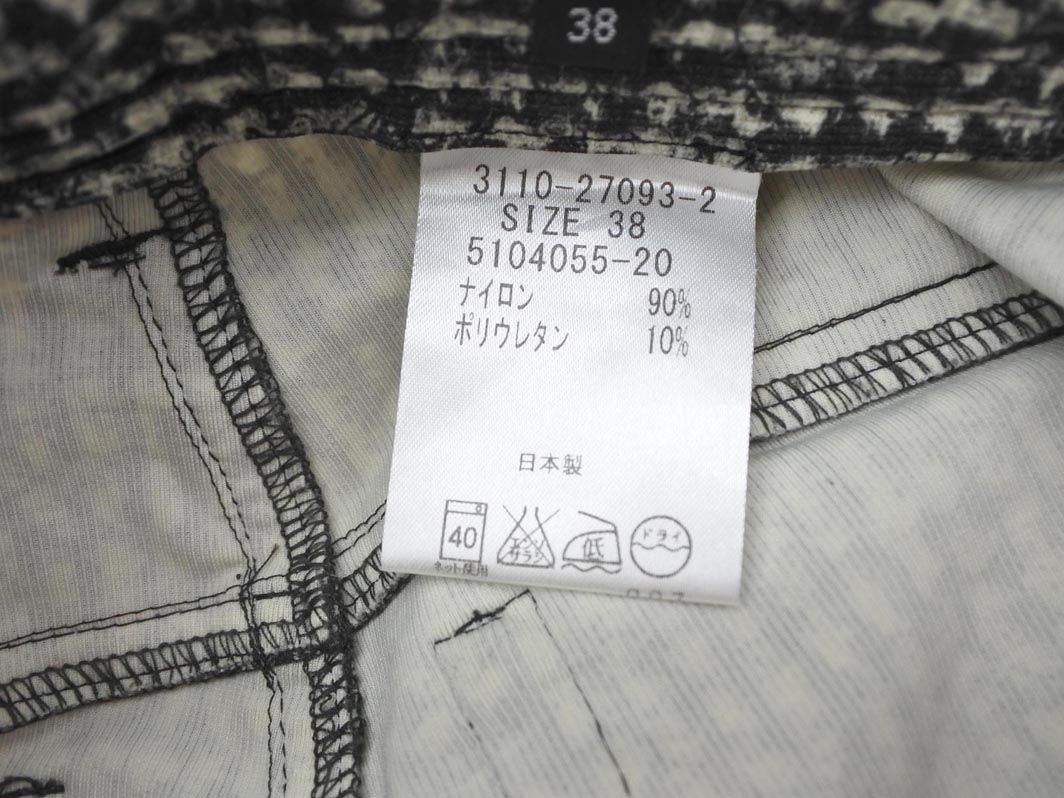 38
3110-27093-2
SIZE 38
5104055-20
ナイロン 90%
ポリウレタン 10%
日本製
40 エンソサラシ 低 ドライ
ネット使用